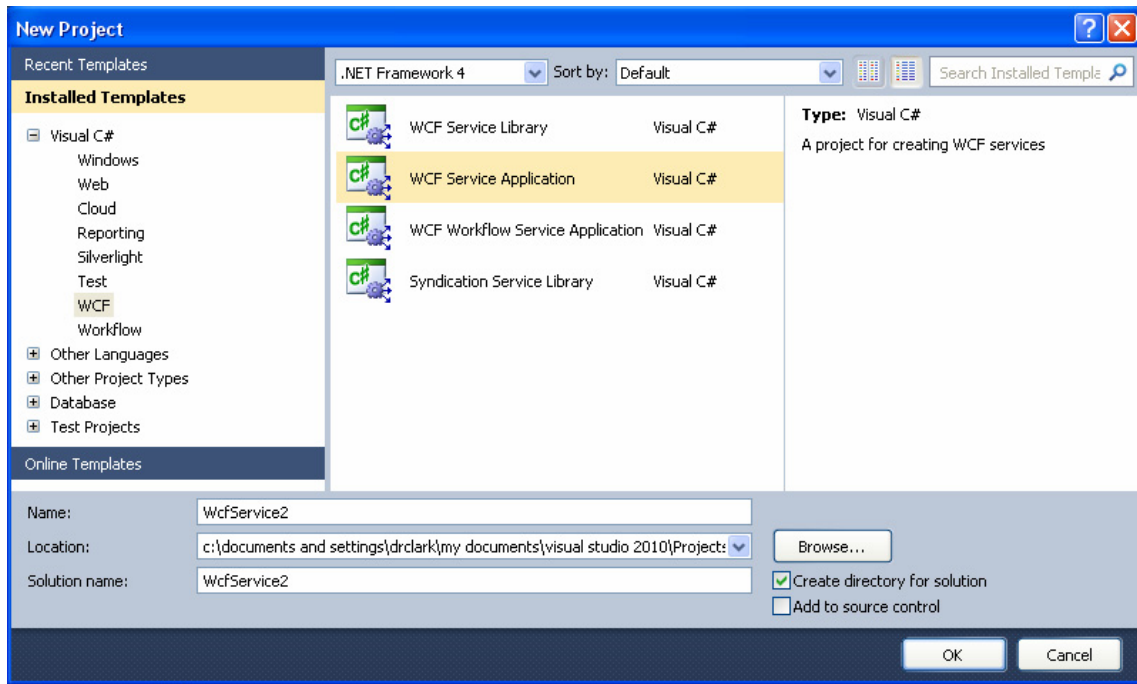 New Project
Recent Templates
Installed Templates
Visual C#
Windows
Web
Cloud
Reporting
Silverlight
Test
WCF
Workflow
Other Languages
Other Project Types
Database
Test Projects
Online Templates
.NET Framework 4 Sort by: Default Search Installed Templa
WCF Service Library Visual C#
WCF Service Application Visual C#
WCF Workflow Service Application Visual C#
Syndication Service Library Visual C#
Type: Visual C#
A project for creating WCF services
Name: WcfService2
Location: c:\documents and settings\drclark\my documents\visual studio 2010\Projects Browse...
Solution name: WcfService2
Create directory for solution
Add to source control
OK Cancel